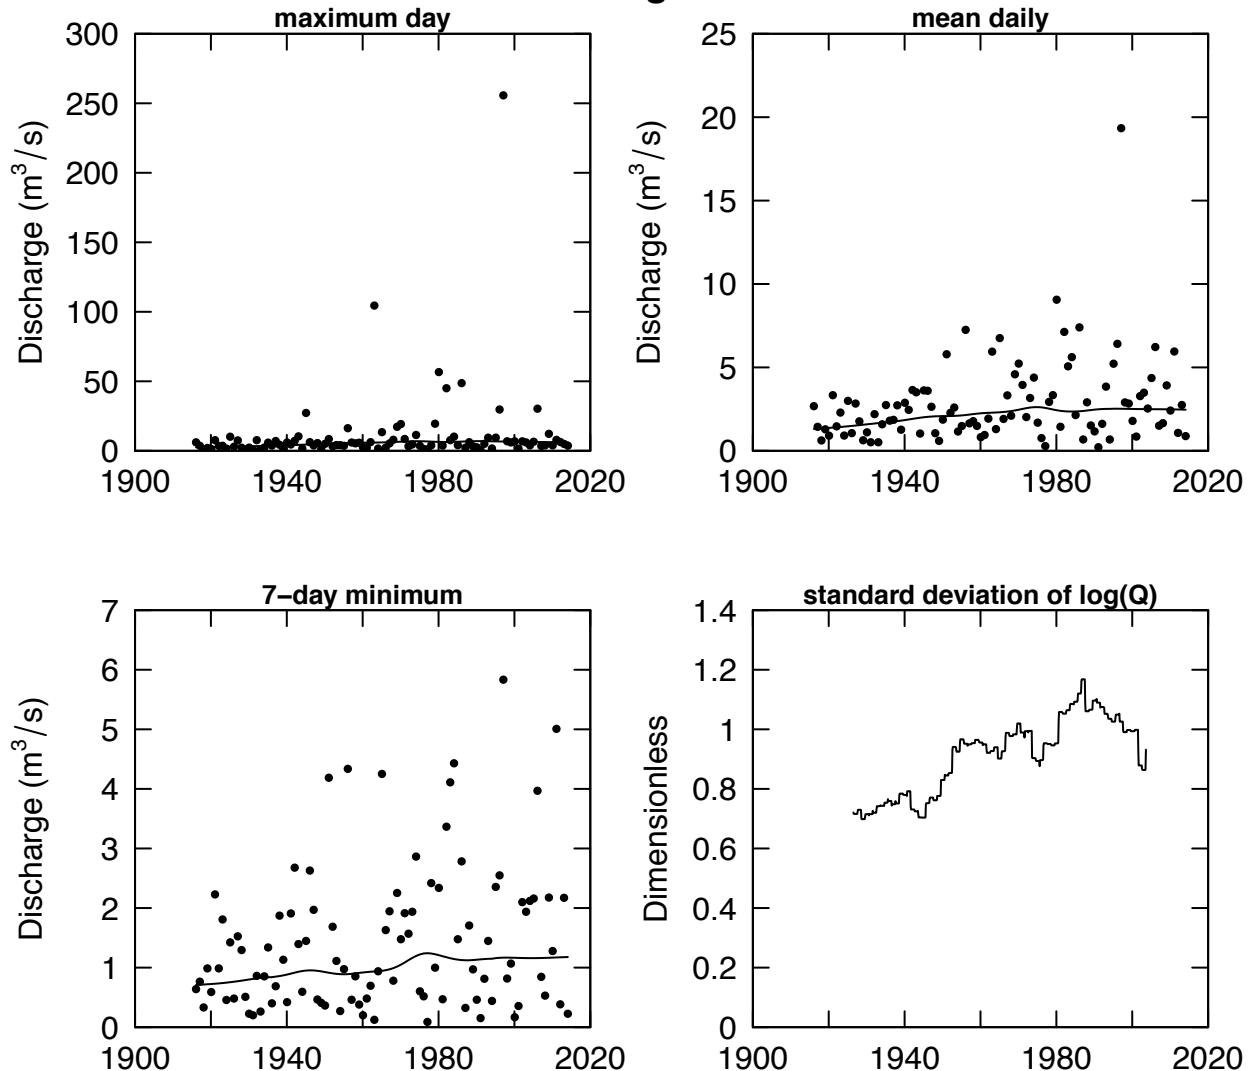 maximum day
300
250
200
150
100
50
0
1900 1940 1980 2020
Discharge (m³/s)
mean daily
25
20
15
10
5
0
1900 1940 1980 2020
Discharge (m³/s)
7−day minimum
7
6
5
4
3
2
1
0
1900 1940 1980 2020
Discharge (m³/s)
standard deviation of log(Q)
1.4
1.2
1
0.8
0.6
0.4
0.2
0
1900 1940 1980 2020
Dimensionless